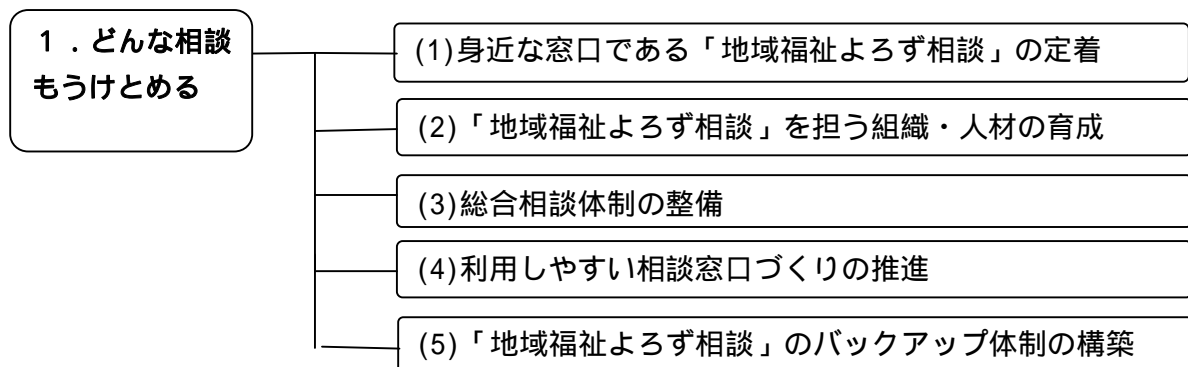 １．どんな相談
もうけとめる
(1)身近な窓口である「地域福祉よろず相談」の定着
(2)「地域福祉よろず相談」を担う組織・人材の育成
(3)総合相談体制の整備
(4)利用しやすい相談窓口づくりの推進
(5)「地域福祉よろず相談」のバックアップ体制の構築